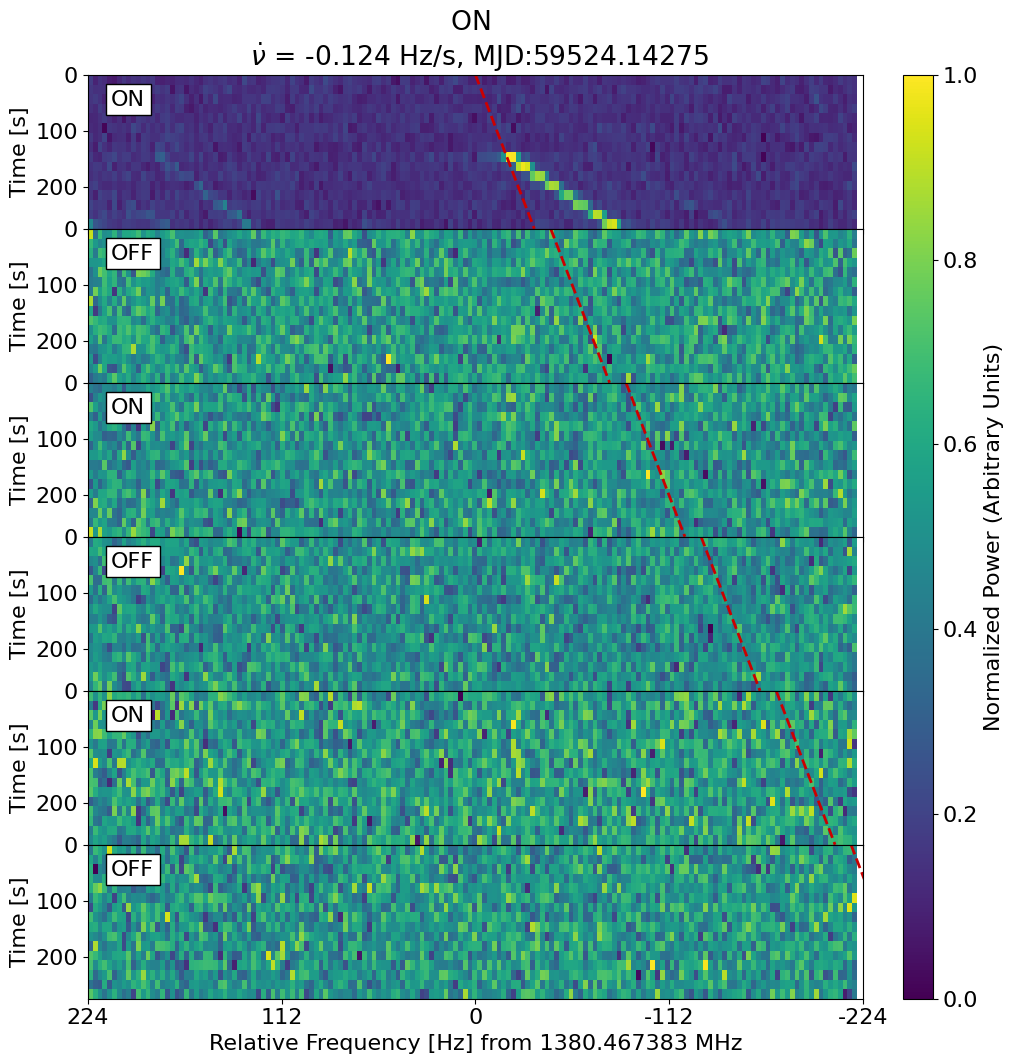 ON
ν̇ = -0.124 Hz/s, MJD:59524.14275
0
ON
100
200
Time [s]
0
OFF
100
200
Time [s]
0
ON
100
200
Time [s]
0
OFF
100
200
Time [s]
0
ON
100
200
Time [s]
0
OFF
100
200
Time [s]
224 112 0 -112 -224
Relative Frequency [Hz] from 1380.467383 MHz
1.0
0.8
0.6
0.4
0.2
0.0
Normalized Power (Arbitrary Units)